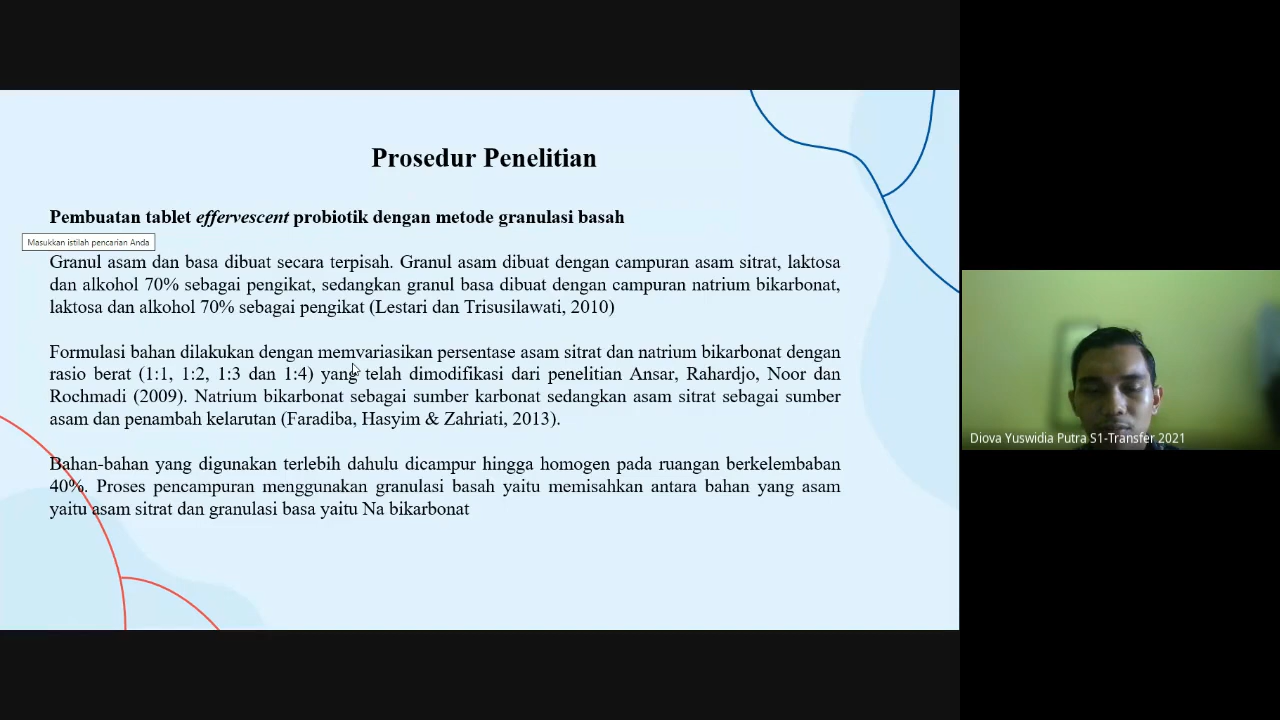 Prosedur Penelitian
Pembuatan tablet effervescent probiotik dengan metode granulasi basah
Masukkan istilah pencarian Anda
Granul asam dan basa dibuat secara terpisah. Granul asam dibuat dengan campuran asam sitrat, laktosa
dan alkohol 70% sebagai pengikat, sedangkan granul basa dibuat dengan campuran natrium bikarbonat,
laktosa dan alkohol 70% sebagai pengikat (Lestari dan Trisusilawati, 2010)
Formulasi bahan dilakukan dengan memvariasikan persentase asam sitrat dan natrium bikarbonat dengan
rasio berat (1:1, 1:2, 1:3 dan 1:4) yang telah dimodifikasi dari penelitian Ansar, Rahardjo, Noor dan
Rochmadi (2009). Natrium bikarbonat sebagai sumber karbonat sedangkan asam sitrat sebagai sumber
asam dan penambah kelarutan (Faradiba, Hasyim & Zahriati, 2013).
Bahan-bahan yang digunakan terlebih dahulu dicampur hingga homogen pada ruangan berkelembaban
40%. Proses pencampuran menggunakan granulasi basah yaitu memisahkan antara bahan yang asam
yaitu asam sitrat dan granulasi basa yaitu Na bikarbonat
Diova Yuswidia Putra S1-Transfer 2021